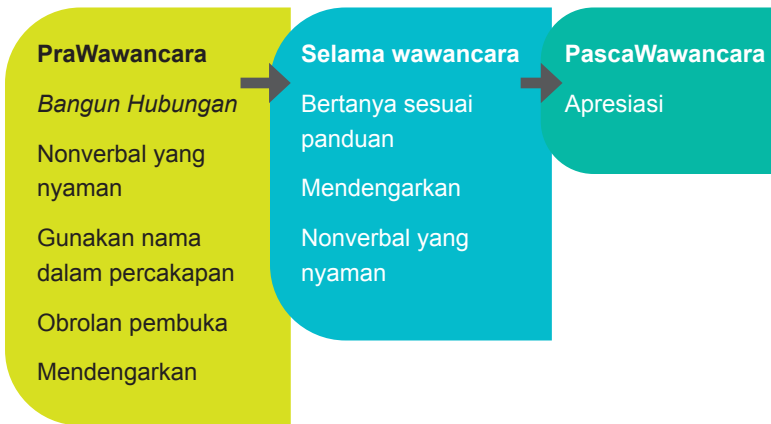 PraWawancara
Bangun Hubungan
Nonverbal yang
nyaman
Gunakan nama
dalam percakapan
Obrolan pembuka
Mendengarkan
Selama wawancara
Bertanya sesuai
panduan
Mendengarkan
Nonverbal yang
nyaman
PascaWawancara
Apresiasi